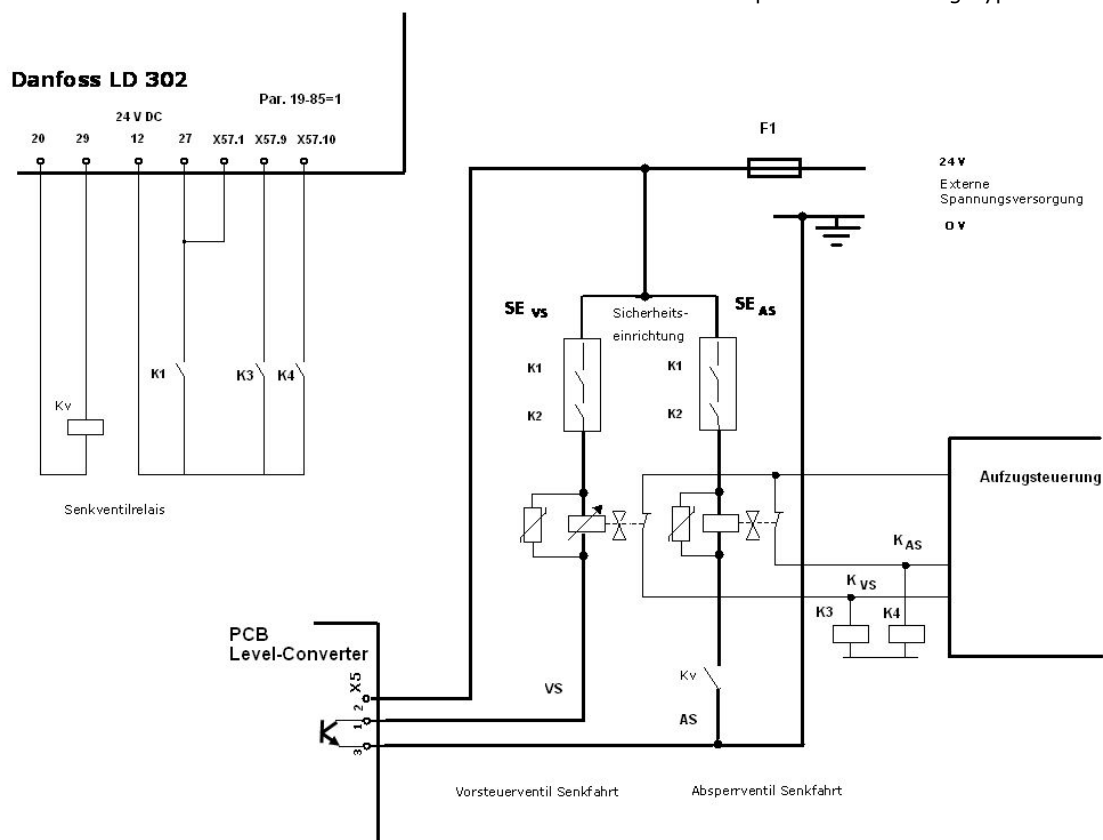 Danfoss LD 302
Par. 19-85=1
24 V DC
20 29 12 27 X57.1 X57.9 X57.10
F1
24 V
Externe
Spannungsversorgung
0 V
SE VS
Sicherheits-
einrichtung
SE AS
K1
K2
K1
K2
K1 K3 K4
Kv
Senkventilrelais
Aufzugsteuerung
K AS
K VS
K3 K4
PCB
Level-Converter
X5
2
1
3
VS
Kv
AS
Vorsteuerventil Senkfahrt
Absperrventil Senkfahrt